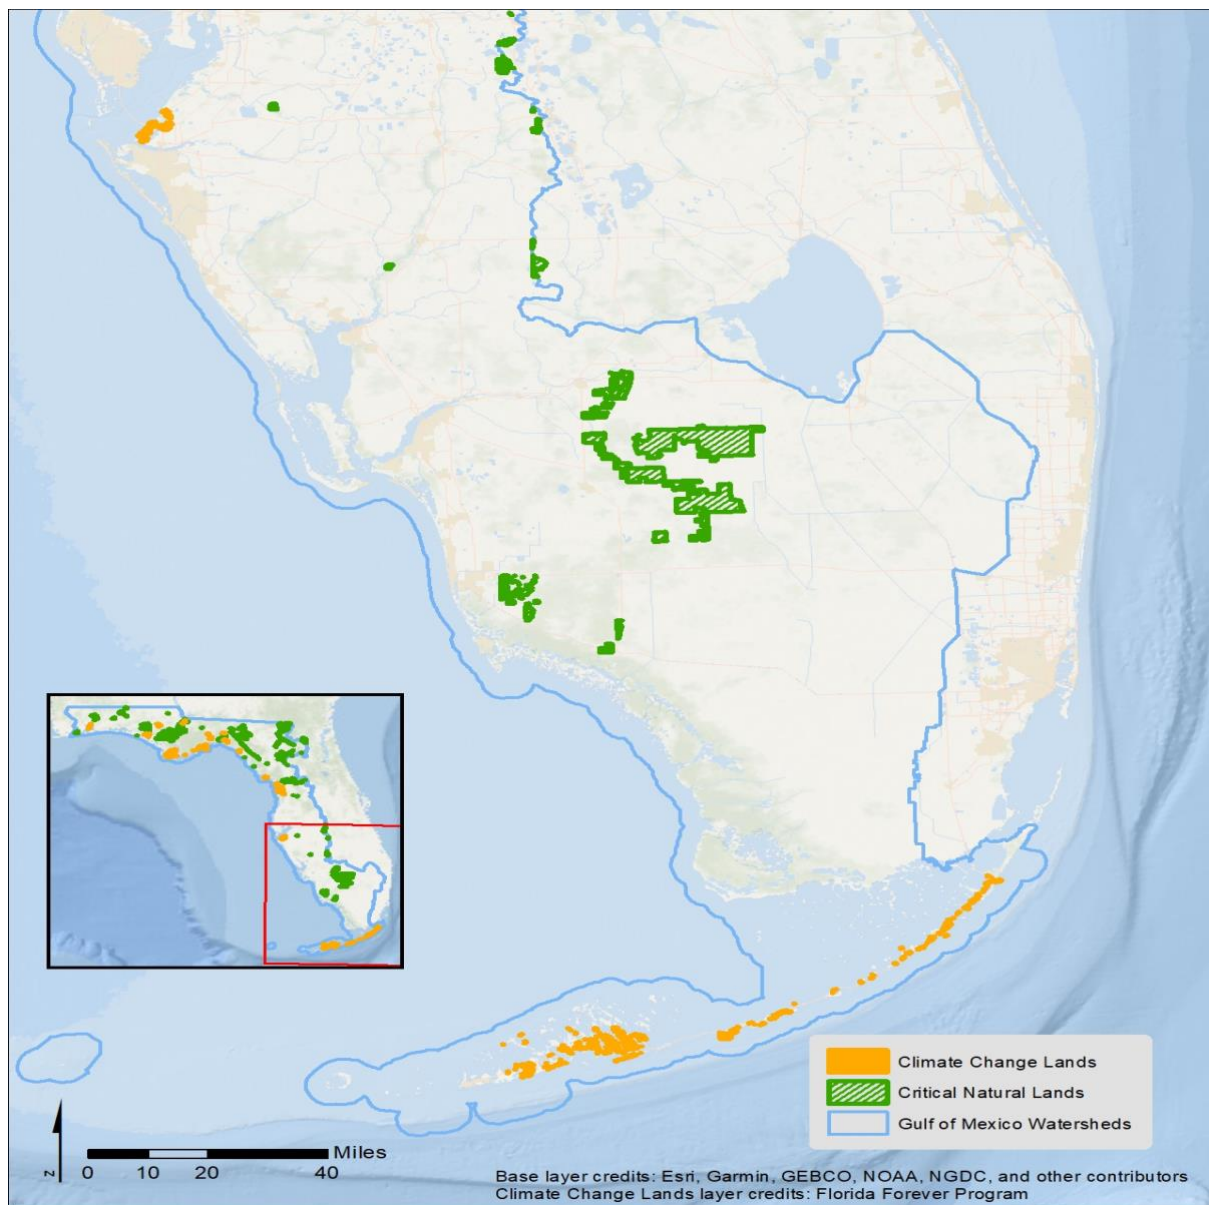 Climate Change Lands
Critical Natural Lands
Gulf of Mexico Watersheds
Miles
0 10 20 40
N
Base layer credits: Esri, Garmin, GEBCO, NOAA, NGDC, and other contributors
Climate Change Lands layer credits: Florida Forever Program